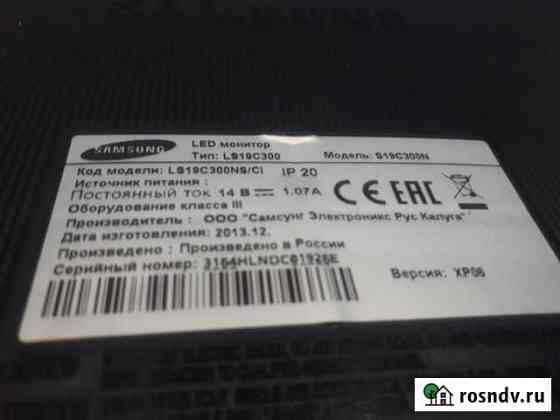 SAMSUNG
LED монитор
Тип: LS19C300 Модель: S19C300N
Код модели: LS19C300NS/CI IP 20
Источник питания :
Постоянный ток 14 В 1.07A
Оборудование класса III
Производитель : ООО "Самсунг Электроникс Рус Калуга"
Дата изготовления: 2013.12.
Произведено : Произведено в России
Серийный номер: 3164HLNDC01926E
Версия: XP06
CE EAC
rosndv.ru